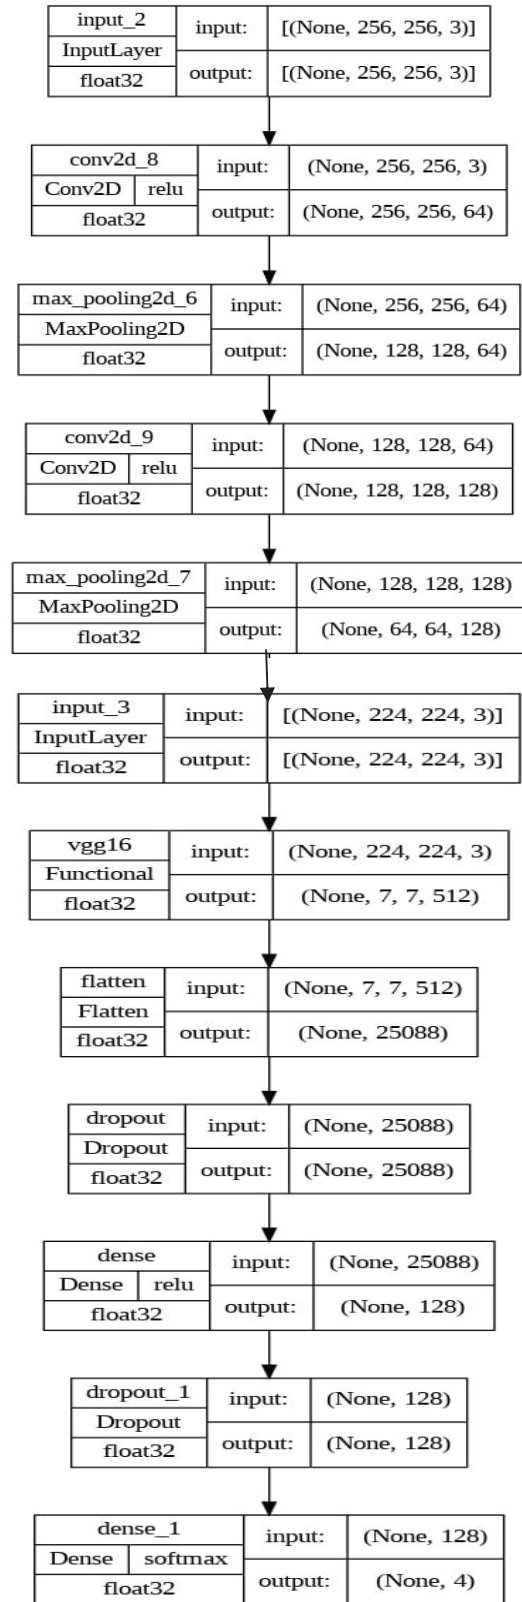 input_2 input: [(None, 256, 256, 3)]
InputLayer
float32 output: [(None, 256, 256, 3)]
conv2d_8 input: (None, 256, 256, 3)
Conv2D relu
float32 output: (None, 256, 256, 64)
max_pooling2d_6 input: (None, 256, 256, 64)
MaxPooling2D
float32 output: (None, 128, 128, 64)
conv2d_9 input: (None, 128, 128, 64)
Conv2D relu
float32 output: (None, 128, 128, 128)
max_pooling2d_7 input: (None, 128, 128, 128)
MaxPooling2D
float32 output: (None, 64, 64, 128)
input_3 input: [(None, 224, 224, 3)]
InputLayer
float32 output: [(None, 224, 224, 3)]
vgg16 input: (None, 224, 224, 3)
Functional
float32 output: (None, 7, 7, 512)
flatten input: (None, 7, 7, 512)
Flatten
float32 output: (None, 25088)
dropout input: (None, 25088)
Dropout
float32 output: (None, 25088)
dense input: (None, 25088)
Dense relu
float32 output: (None, 128)
dropout_1 input: (None, 128)
Dropout
float32 output: (None, 128)
dense_1 input: (None, 128)
Dense softmax
float32 output: (None, 4)